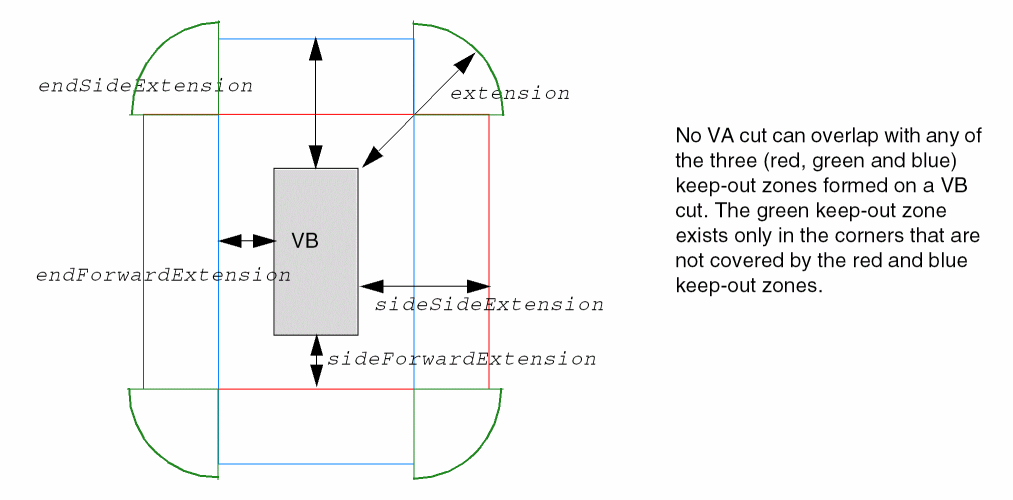 endSideExtension
extension
VB
endForwardExtension
sideSideExtension
sideForwardExtension
No VA cut can overlap with any of
the three (red, green and blue)
keep-out zones formed on a VB
cut. The green keep-out zone
exists only in the corners that are
not covered by the red and blue
keep-out zones.